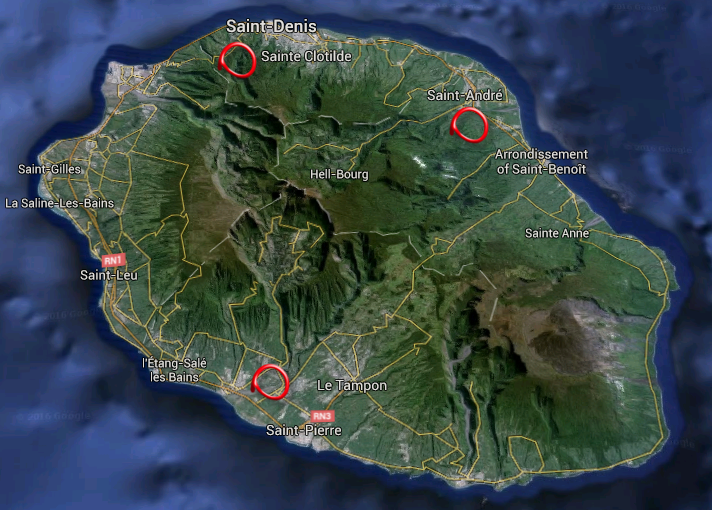 Saint-Denis
Sainte Clotilde
Saint-André
Arrondissement
of Saint-Benoît
Saint-Gilles
Hell-Bourg
La Saline-Les-Bains
Sainte Anne
RN1
Saint-Leu
l'Étang-Salé
les Bains
Le Tampon
RN3
Saint-Pierre